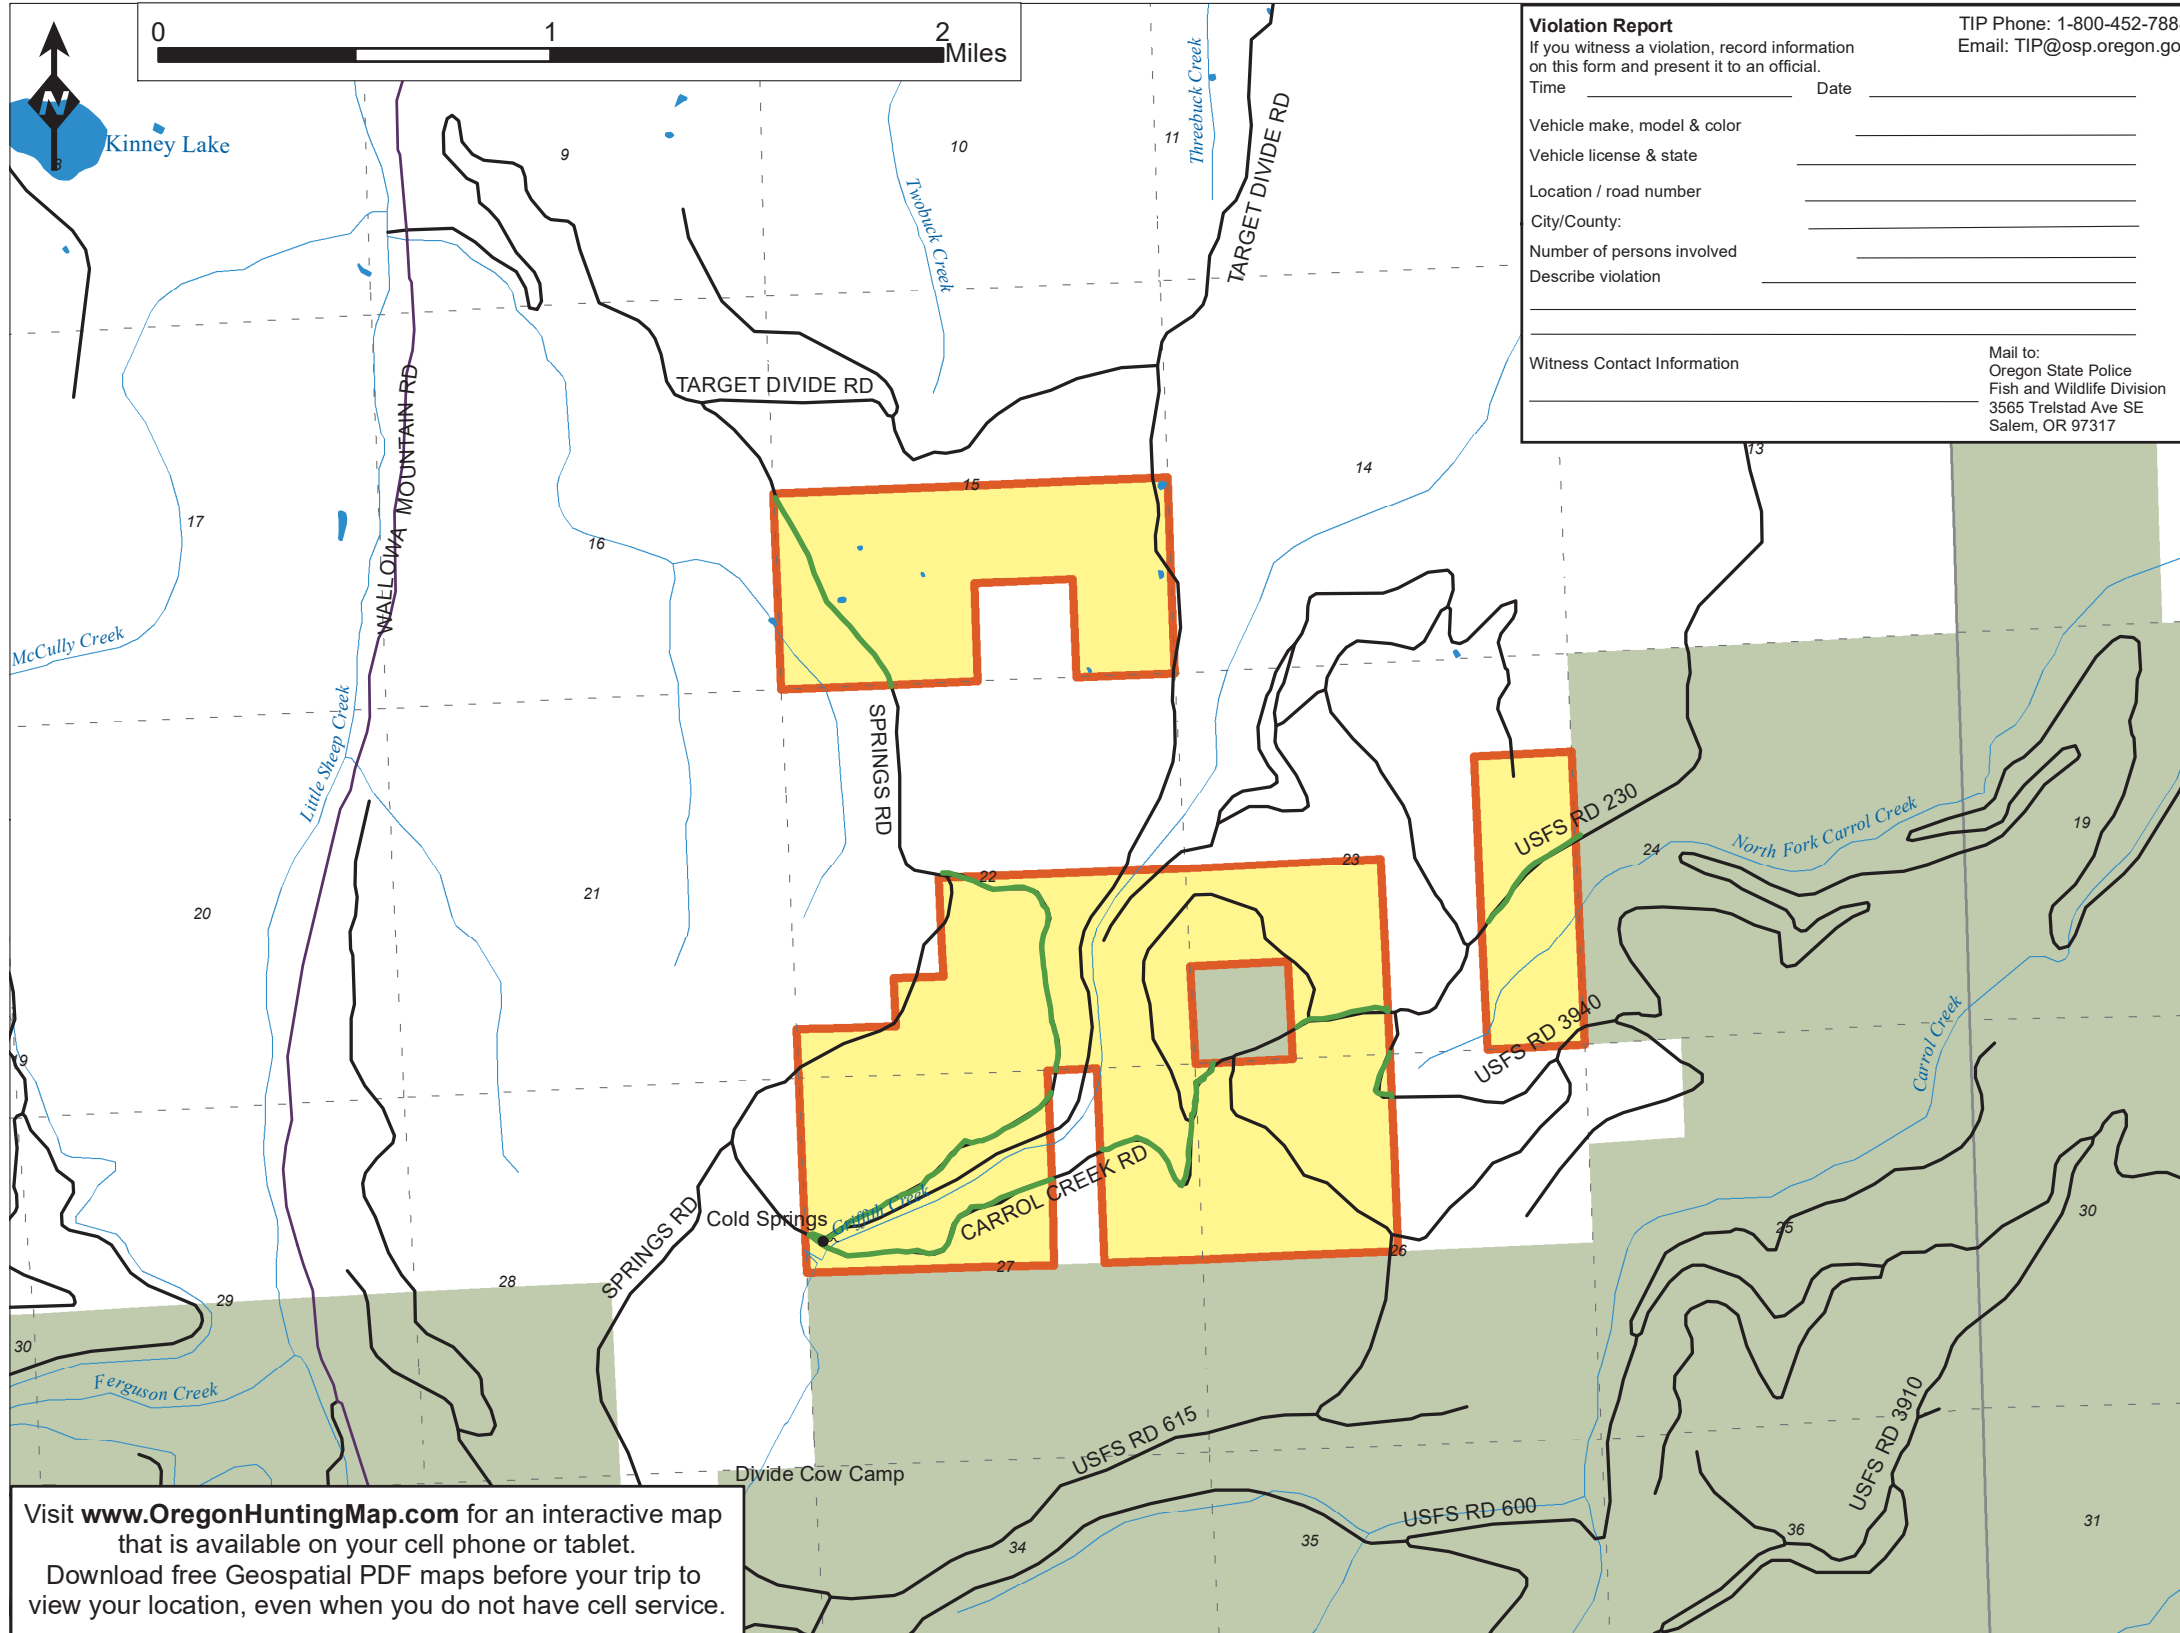 0 1 2
Miles
N
Kinney Lake
8
9
10
11
Threebuck Creek
Twobuck Creek
TARGET DIVIDE RD
TARGET DIVIDE RD
Violation Report
TIP Phone: 1-800-452-788
If you witness a violation, record information
on this form and present it to an official.
Email: TIP@osp.oregon.go
Time Date
Vehicle make, model & color
Vehicle license & state
Location / road number
City/County:
Number of persons involved
Describe violation
Witness Contact Information
Mail to:
Oregon State Police
Fish and Wildlife Division
3565 Trelstad Ave SE
Salem, OR 97317
13
14
15
16
17
WALLOWA MOUNTAIN RD
McCully Creek
Little Sheep Creek
SPRINGS RD
USFS RD 230
North Fork Carrol Creek
19
20
21
22
23
24
USFS RD 3940
Carrol Creek
19
Cold Springs
Griffith Creek
CARROL CREEK RD
SPRINGS RD
25
26
27
28
29
30
30
Ferguson Creek
USFS RD 615
USFS RD 3910
Divide Cow Camp
USFS RD 600
31
34
35
36
Visit www.OregonHuntingMap.com for an interactive map
that is available on your cell phone or tablet.
Download free Geospatial PDF maps before your trip to
view your location, even when you do not have cell service.